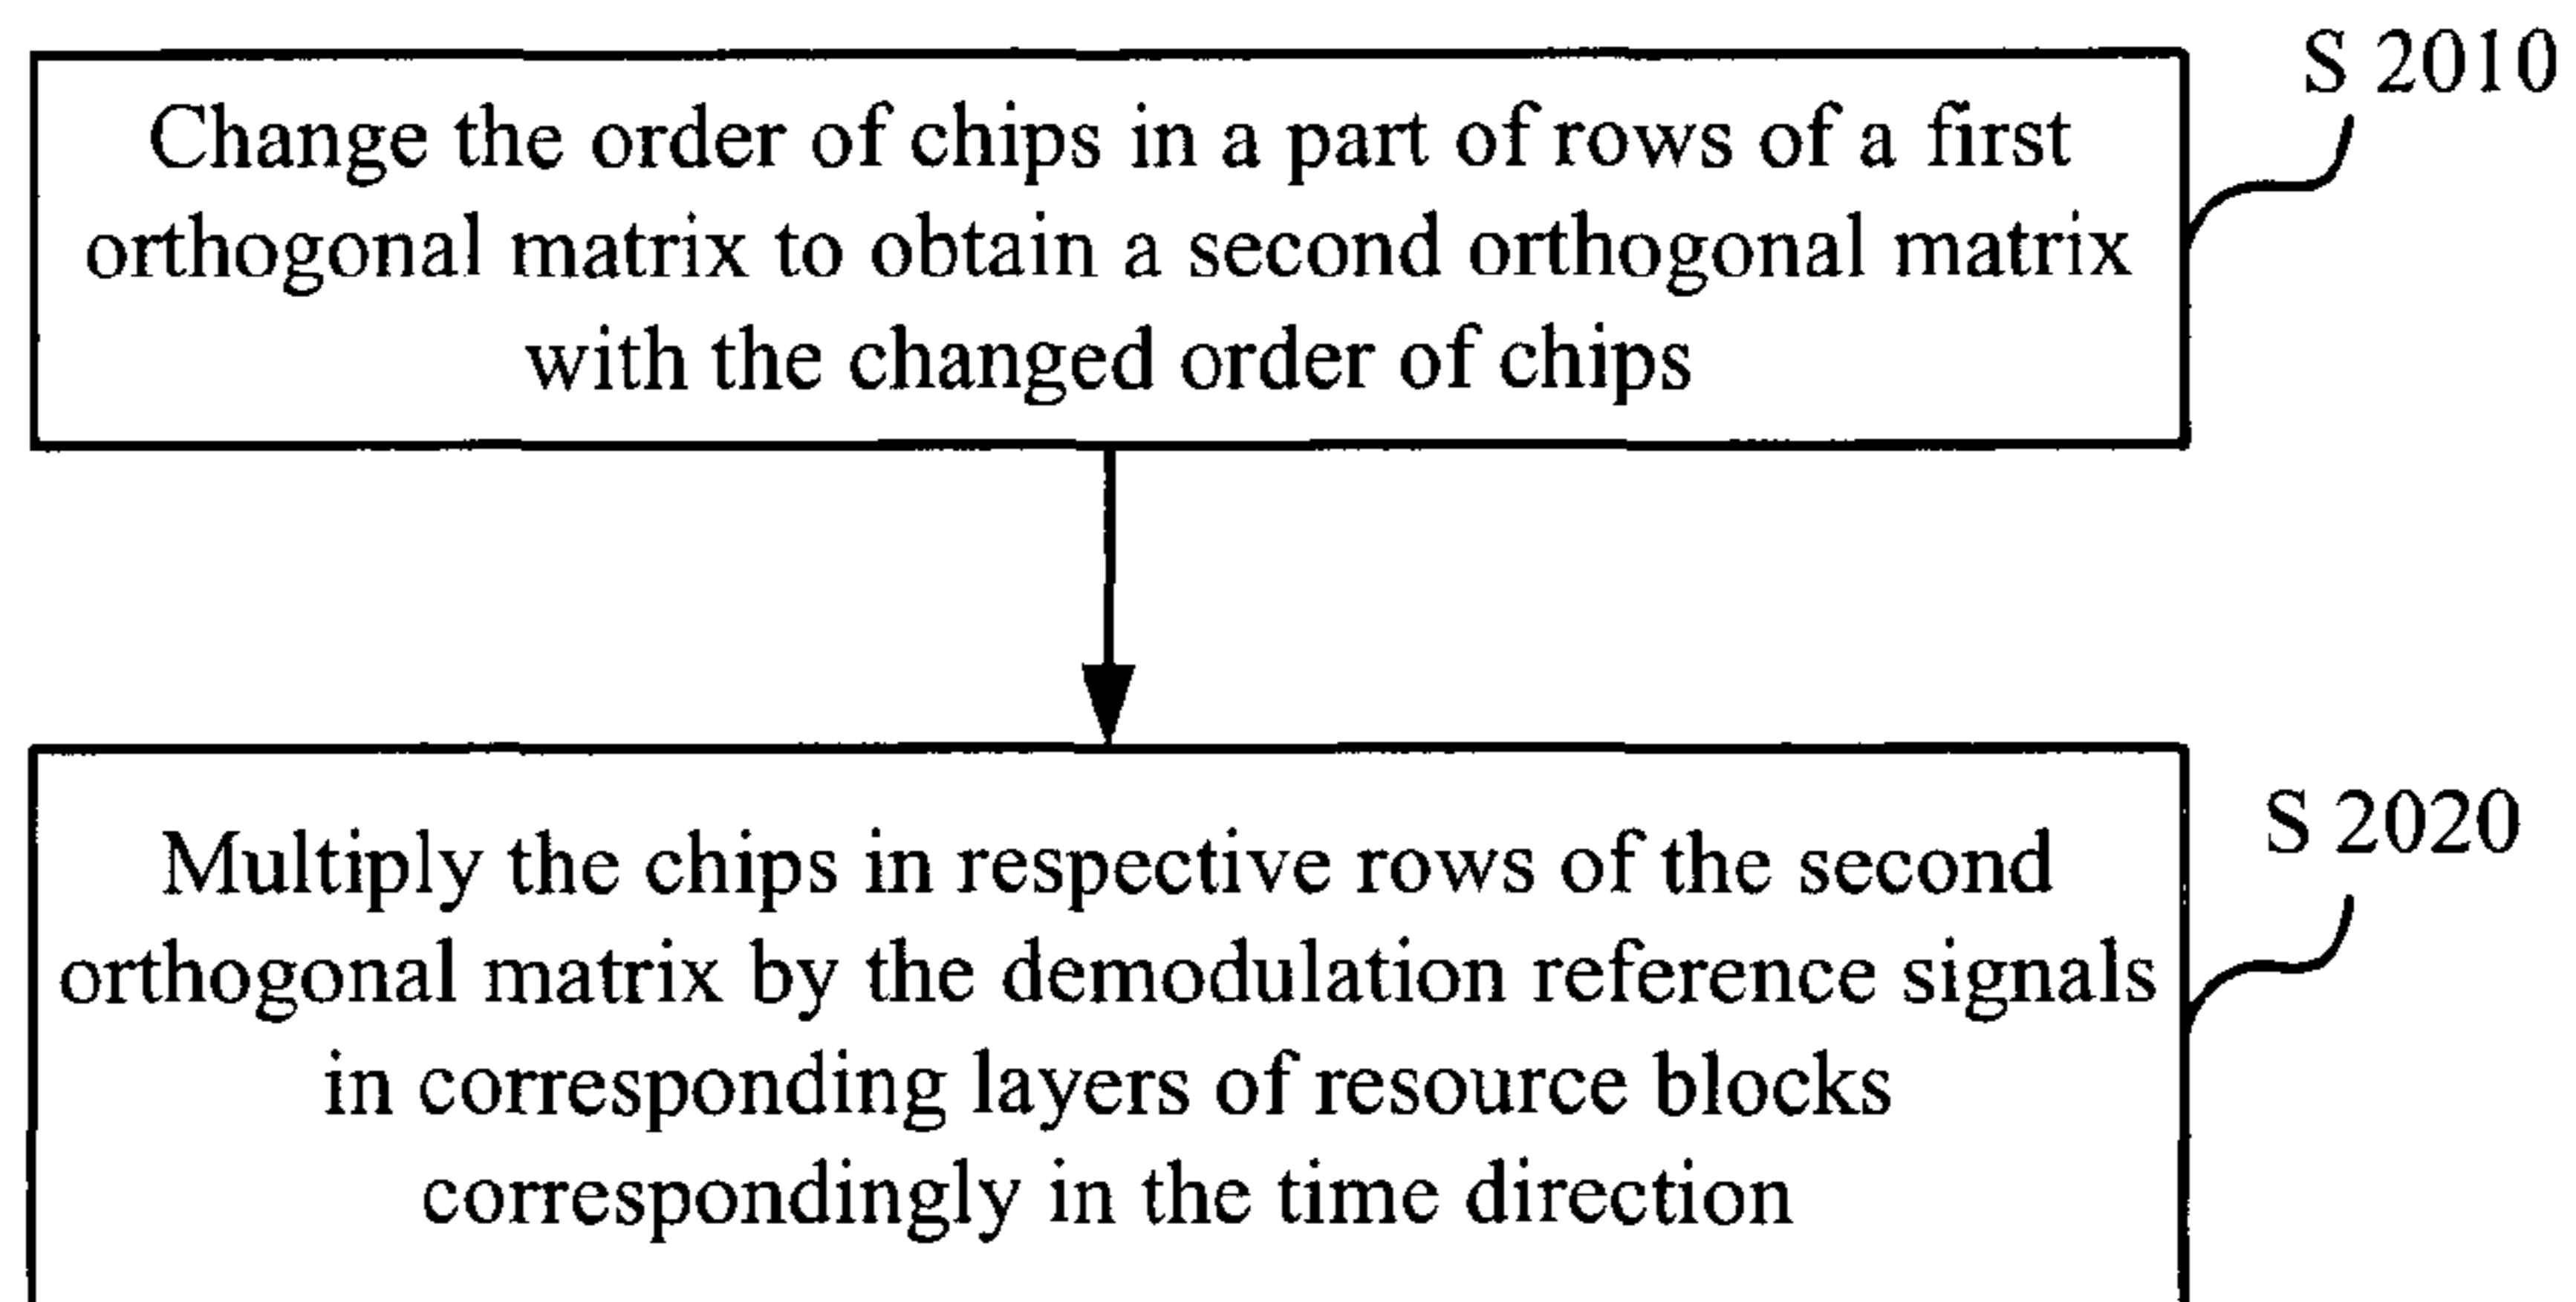 S 2010
Change the order of chips in a part of rows of a first
orthogonal matrix to obtain a second orthogonal matrix
with the changed order of chips
S 2020
Multiply the chips in respective rows of the second
orthogonal matrix by the demodulation reference signals
in corresponding layers of resource blocks
correspondingly in the time direction